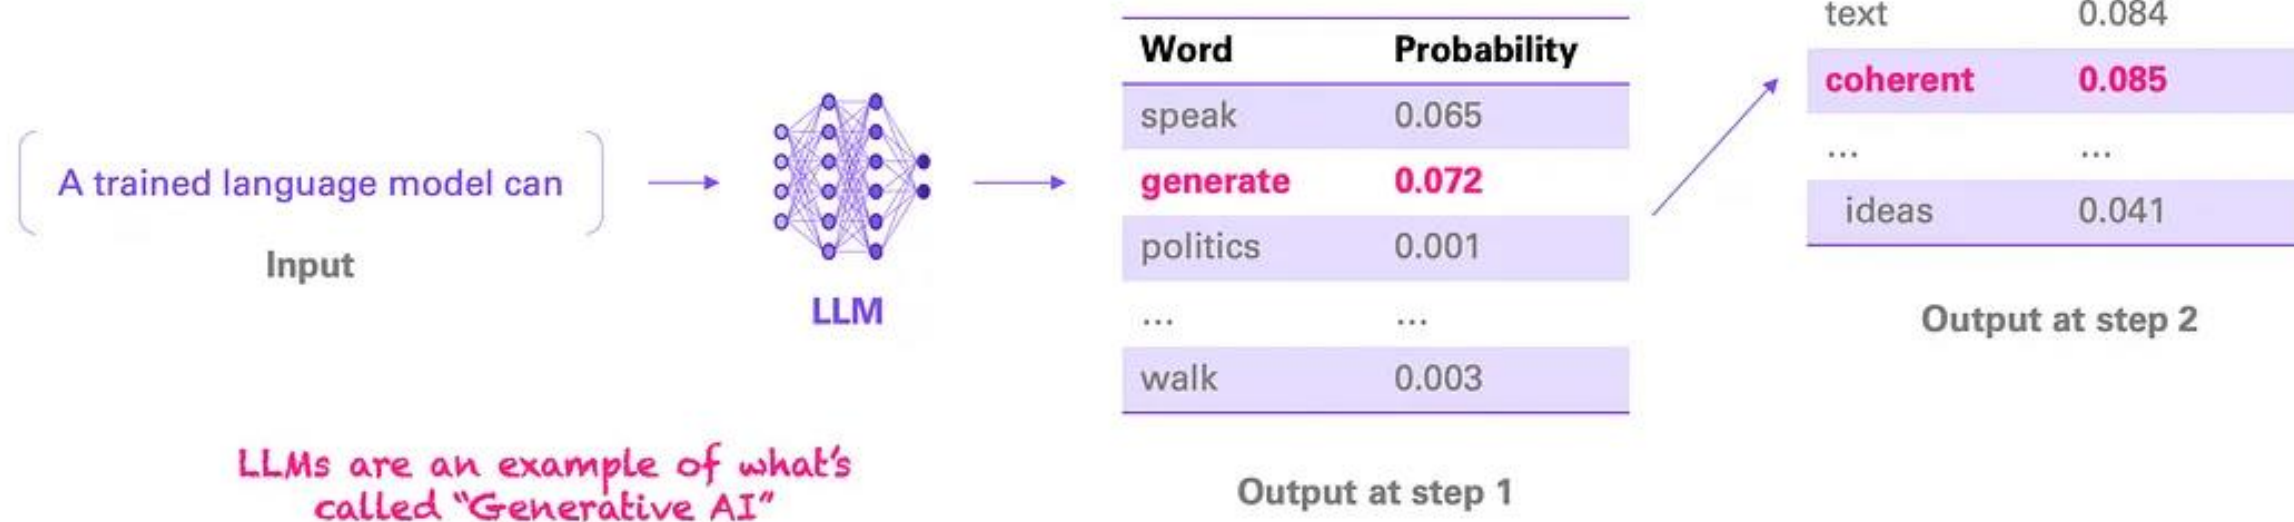 A trained language model can
Input
LLM
LLMs are an example of what's
called "Generative AI"
Word Probability
speak 0.065
generate 0.072
politics 0.001
... ...
walk 0.003
Output at step 1
text 0.084
coherent 0.085
... ...
ideas 0.041
Output at step 2